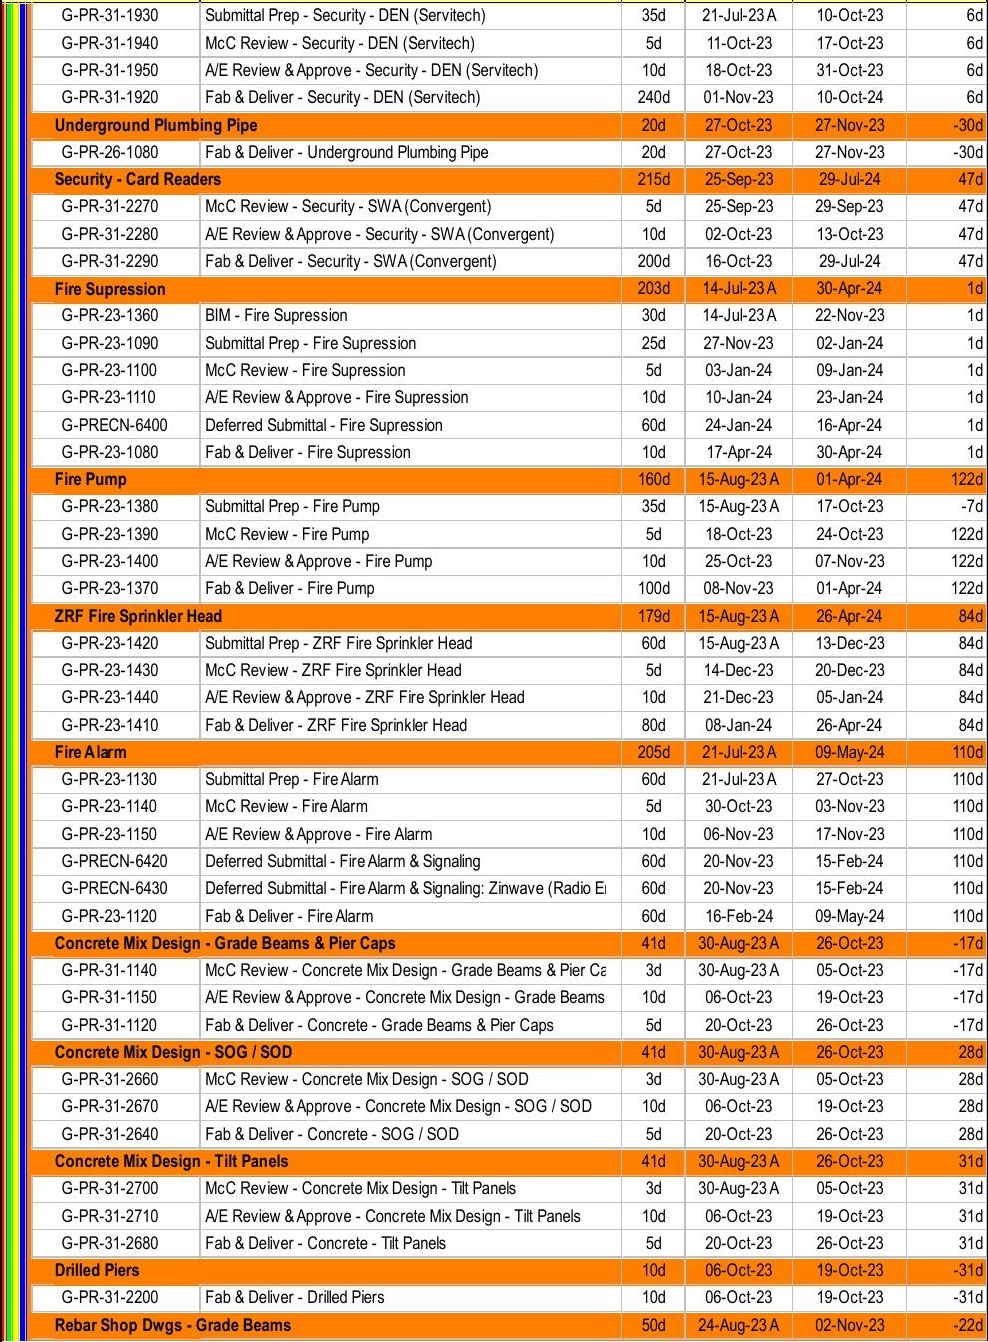 G-PR-31-1930 Submittal Prep - Security - DEN (Servitech) 35d 21-Jul-23 A 10-Oct-23 6d
G-PR-31-1940 McC Review - Security - DEN (Servitech) 5d 11-Oct-23 17-Oct-23 6d
G-PR-31-1950 A/E Review & Approve - Security - DEN (Servitech) 10d 18-Oct-23 31-Oct-23 6d
G-PR-31-1920 Fab & Deliver - Security - DEN (Servitech) 240d 01-Nov-23 10-Oct-24 6d
Underground Plumbing Pipe 20d 27-Oct-23 27-Nov-23 -30d
G-PR-26-1080 Fab & Deliver - Underground Plumbing Pipe 20d 27-Oct-23 27-Nov-23 -30d
Security - Card Readers 215d 25-Sep-23 29-Jul-24 47d
G-PR-31-2270 McC Review - Security - SWA (Convergent) 5d 25-Sep-23 29-Sep-23 47d
G-PR-31-2280 A/E Review & Approve - Security - SWA (Convergent) 10d 02-Oct-23 13-Oct-23 47d
G-PR-31-2290 Fab & Deliver - Security - SWA (Convergent) 200d 16-Oct-23 29-Jul-24 47d
Fire Supression 203d 14-Jul-23 A 30-Apr-24 1d
G-PR-23-1360 BIM - Fire Supression 30d 14-Jul-23 A 22-Nov-23 1d
G-PR-23-1090 Submittal Prep - Fire Supression 25d 27-Nov-23 02-Jan-24 1d
G-PR-23-1100 McC Review - Fire Supression 5d 03-Jan-24 09-Jan-24 1d
G-PR-23-1110 A/E Review & Approve - Fire Supression 10d 10-Jan-24 23-Jan-24 1d
G-PRECN-6400 Deferred Submittal - Fire Supression 60d 24-Jan-24 16-Apr-24 1d
G-PR-23-1080 Fab & Deliver - Fire Supression 10d 17-Apr-24 30-Apr-24 1d
Fire Pump 160d 15-Aug-23 A 01-Apr-24 122d
G-PR-23-1380 Submittal Prep - Fire Pump 35d 15-Aug-23 A 17-Oct-23 -7d
G-PR-23-1390 McC Review - Fire Pump 5d 18-Oct-23 24-Oct-23 122d
G-PR-23-1400 A/E Review & Approve - Fire Pump 10d 25-Oct-23 07-Nov-23 122d
G-PR-23-1370 Fab & Deliver - Fire Pump 100d 08-Nov-23 01-Apr-24 122d
ZRF Fire Sprinkler Head 179d 15-Aug-23 A 26-Apr-24 84d
G-PR-23-1420 Submittal Prep - ZRF Fire Sprinkler Head 60d 15-Aug-23 A 13-Dec-23 84d
G-PR-23-1430 McC Review - ZRF Fire Sprinkler Head 5d 14-Dec-23 20-Dec-23 84d
G-PR-23-1440 A/E Review & Approve - ZRF Fire Sprinkler Head 10d 21-Dec-23 05-Jan-24 84d
G-PR-23-1410 Fab & Deliver - ZRF Fire Sprinkler Head 80d 08-Jan-24 26-Apr-24 84d
Fire Alarm 205d 21-Jul-23 A 09-May-24 110d
G-PR-23-1130 Submittal Prep - Fire Alarm 60d 21-Jul-23 A 27-Oct-23 110d
G-PR-23-1140 McC Review - Fire Alarm 5d 30-Oct-23 03-Nov-23 110d
G-PR-23-1150 A/E Review & Approve - Fire Alarm 10d 06-Nov-23 17-Nov-23 110d
G-PRECN-6420 Deferred Submittal - Fire Alarm & Signaling 60d 20-Nov-23 15-Feb-24 110d
G-PRECN-6430 Deferred Submittal - Fire Alarm & Signaling: Zinwave (Radio 60d 20-Nov-23 15-Feb-24 110d
G-PR-23-1120 Fab & Deliver - Fire Alarm 60d 16-Feb-24 09-May-24 110d
Concrete Mix Design - Grade Beams & Pier Caps 41d 30-Aug-23 A 26-Oct-23 -17d
G-PR-31-1140 McC Review - Concrete Mix Design - Grade Beams & Pier Ca 3d 30-Aug-23 A 05-Oct-23 -17d
G-PR-31-1150 A/E Review & Approve - Concrete Mix Design - Grade Beams 10d 06-Oct-23 19-Oct-23 -17d
G-PR-31-1120 Fab & Deliver - Concrete - Grade Beams & Pier Caps 5d 20-Oct-23 26-Oct-23 -17d
Concrete Mix Design - SOG / SOD 41d 30-Aug-23 A 26-Oct-23 28d
G-PR-31-2660 McC Review - Concrete Mix Design - SOG / SOD 3d 30-Aug-23 A 05-Oct-23 28d
G-PR-31-2670 A/E Review & Approve - Concrete Mix Design - SOG / SOD 10d 06-Oct-23 19-Oct-23 28d
G-PR-31-2640 Fab & Deliver - Concrete - SOG / SOD 5d 20-Oct-23 26-Oct-23 28d
Concrete Mix Design - Tilt Panels 41d 30-Aug-23 A 26-Oct-23 31d
G-PR-31-2700 McC Review - Concrete Mix Design - Tilt Panels 3d 30-Aug-23 A 05-Oct-23 31d
G-PR-31-2710 A/E Review & Approve - Concrete Mix Design - Tilt Panels 10d 06-Oct-23 19-Oct-23 31d
G-PR-31-2680 Fab & Deliver - Concrete - Tilt Panels 5d 20-Oct-23 26-Oct-23 31d
Drilled Piers 10d 06-Oct-23 19-Oct-23 -31d
G-PR-31-2200 Fab & Deliver - Drilled Piers 10d 06-Oct-23 19-Oct-23 -31d
Rebar Shop Dwgs - Grade Beams 50d 24-Aug-23 A 02-Nov-23 -22d